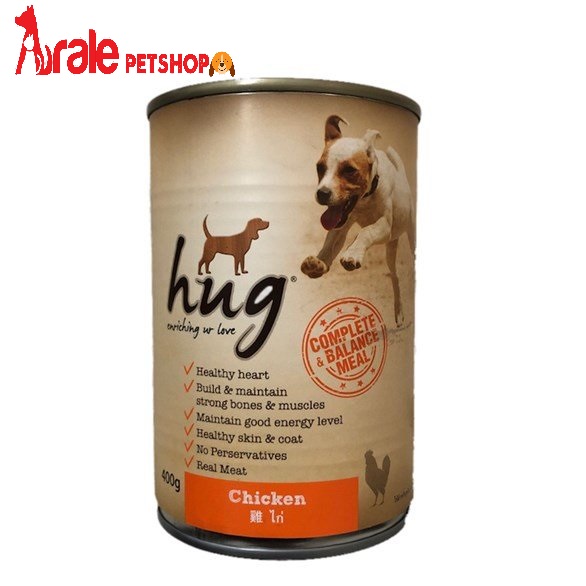 Arale PETSHOP
hug®
enriching ur love
COMPLETE
& BALANCE
MEAL
Healthy heart
Build & maintain
strong bones & muscles
Maintain good energy level
Healthy skin & coat
No Perservatives
Real Meat
400g
Chicken
雞 ไก่